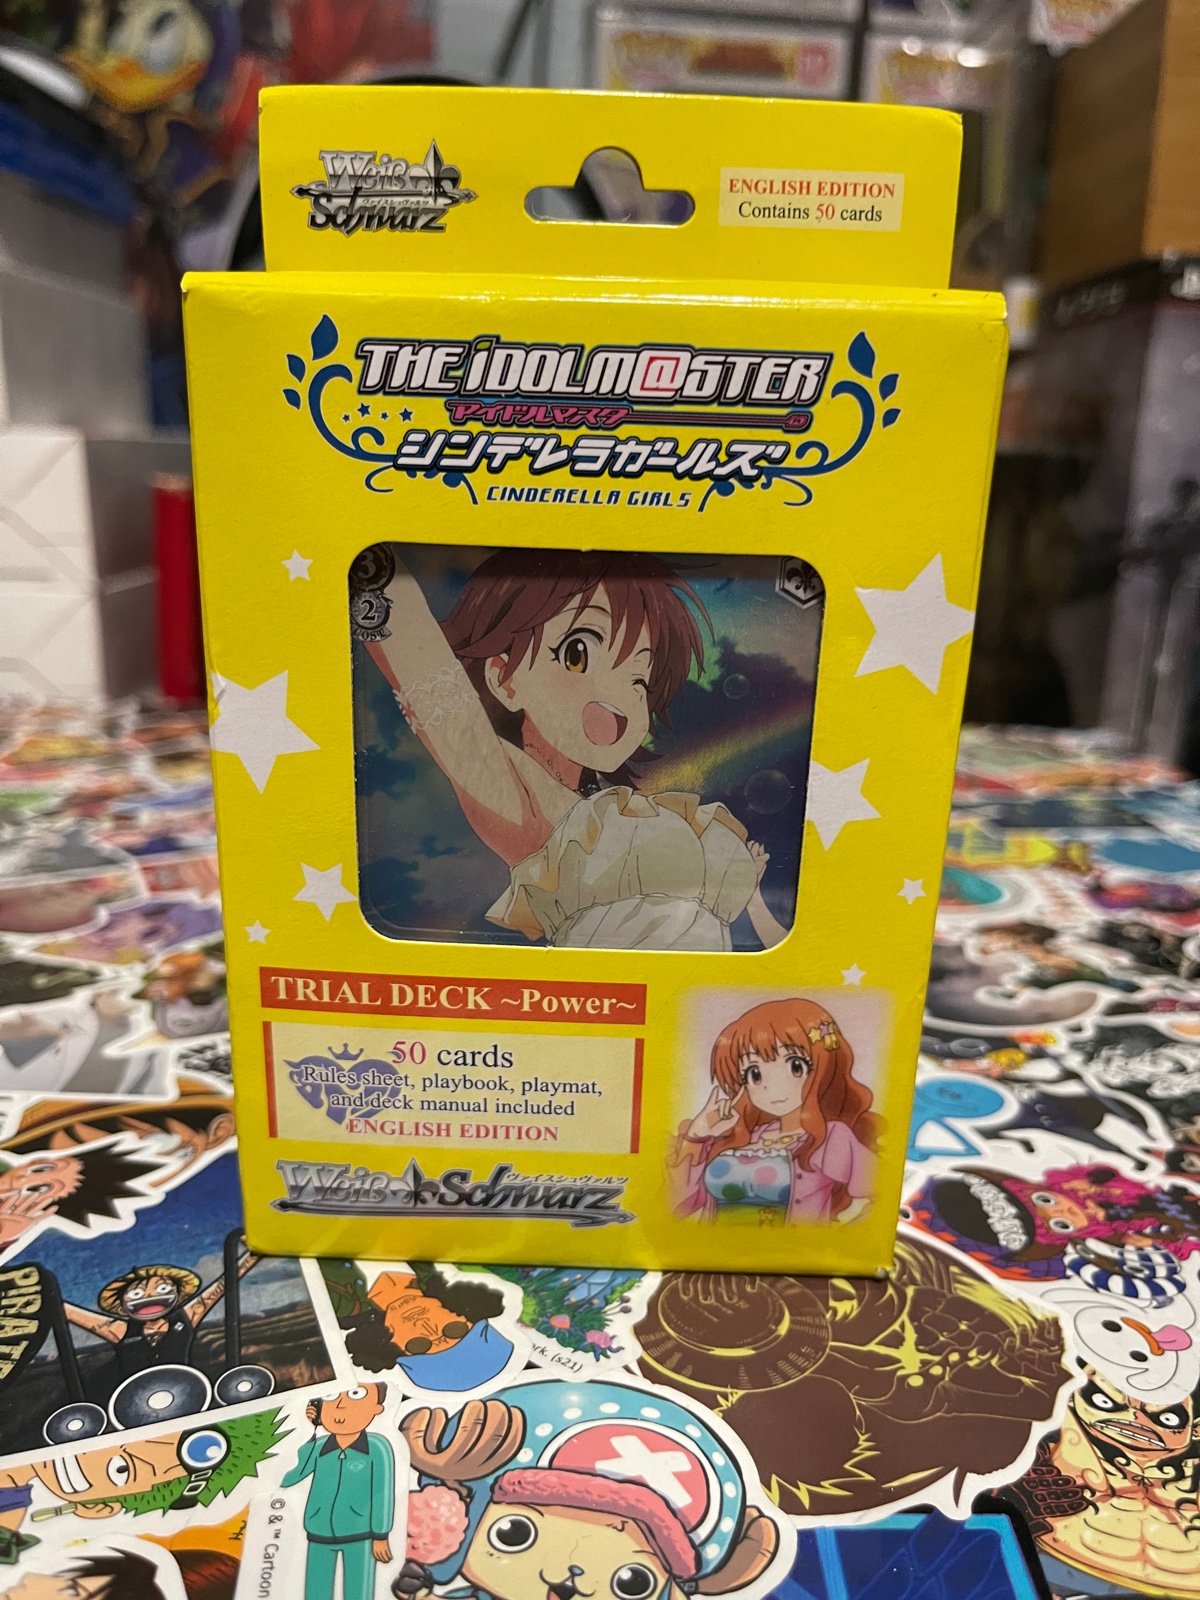 Weiß
ヴァイスシュヴァルツ
Schwarz
ENGLISH EDITION
Contains 50 cards
THE iDOLM@STER
アイドルマスター
シンデレラガールズ
CINDERELLA GIRLS
3
2
COST
TRIAL DECK ~Power~
50 cards
Rules sheet, playbook, playmat,
and deck manual included
ENGLISH EDITION
ヴァイスシュヴァルツ
Weiß Schwarz
PIRATE
rk. (s21)
© & ™ Cartoon